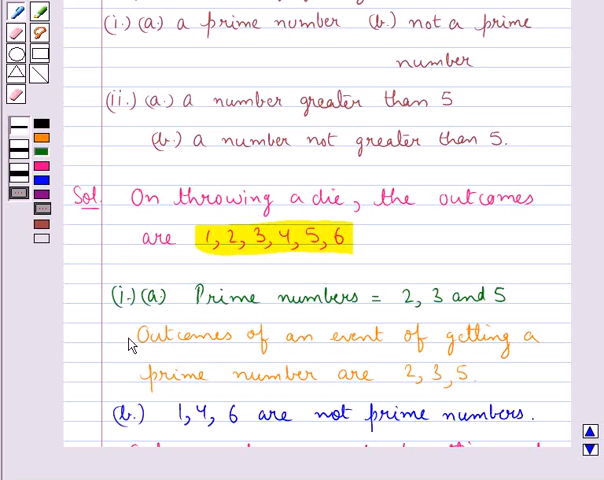 (i.) (a.) a prime number (b.) not a prime
number
(ii.) (a.) a number greater than 5
(b.) a number not greater than 5.
Sol. On throwing a die, the outcomes
are 1, 2, 3, 4, 5, 6
(i.) (a.) Prime numbers = 2, 3 and 5
Outcomes of an event of getting a
prime number are 2, 3, 5.
(b.) 1, 4, 6 are not prime numbers.